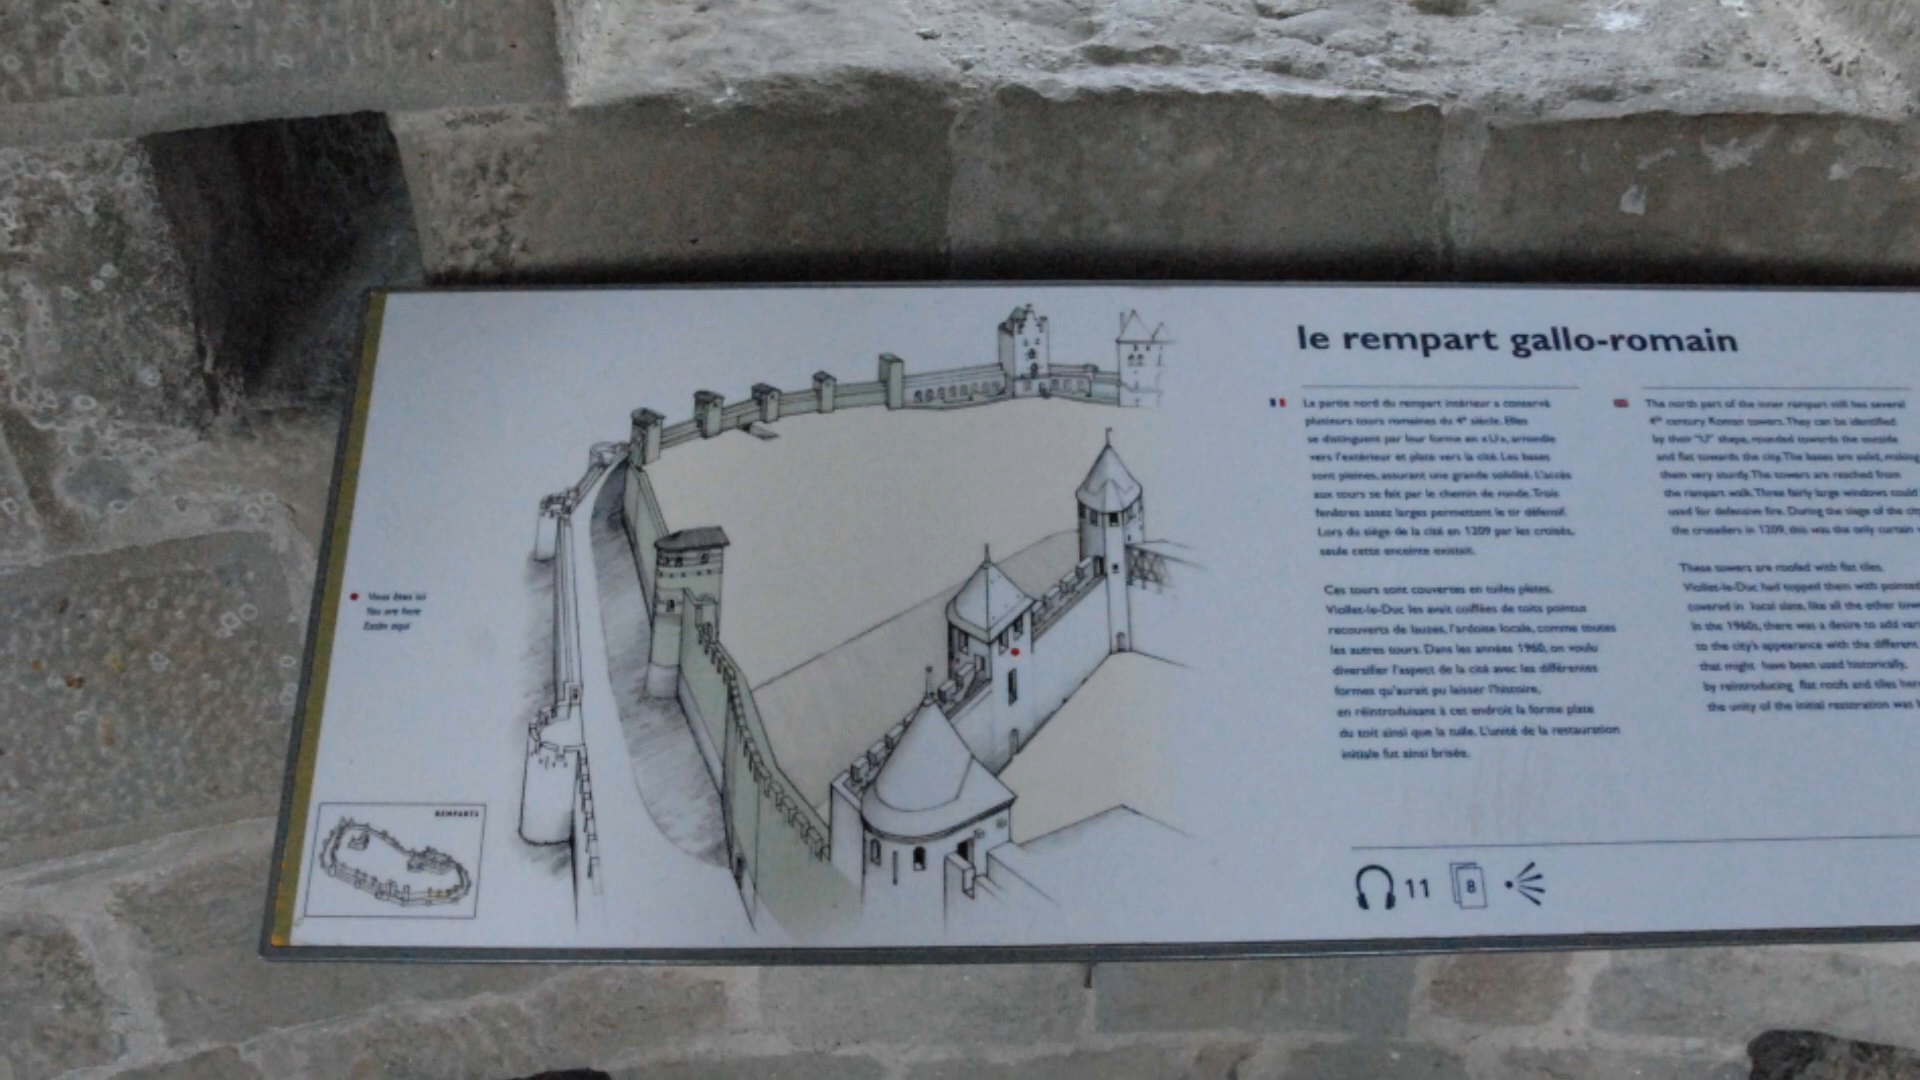 le rempart gallo-romain
La partie nord du rempart intérieur a conservé
plusieurs tours romaines du 4e siècle. Elles
se distinguent par leur forme en «U», arrondie
vers l'extérieur et plate vers la cité. Les bases
sont pleines, assurant une grande solidité. L'accès
aux tours se fait par le chemin de ronde. Trois
fenêtres assez larges permettent le tir défensif.
Lors du siège de la cité en 1209 par les croisés,
seule cette enceinte existait.
Ces tours sont couvertes en tuiles plates.
Viollet-le-Duc les avait coiffées de toits pointus
recouverts de lauzes, l'ardoise locale, comme toutes
les autres tours. Dans les années 1960, on voulu
diversifier l'aspect de la cité avec les différentes
formes qu'aurait pu laisser l'histoire,
en réintroduisant à cet endroit la forme plate
du toit ainsi que la tuile. L'unité de la restauration
initiale fut ainsi brisée.
The north part of the inner rampart still has several
4th century Roman towers. They can be identified
by their "U" shape, rounded towards the outside
and flat towards the city. The bases are solid, making
them very sturdy. The towers are reached from
the rampart walk. Three fairly large windows could
used for defensive fire. During the siege of the
the crusaders in 1209, this was the only curtain
These towers are roofed with flat tiles.
Viollet-le-Duc had topped them with pointed
covered in local slate, like all the other
In the 1960s, there was a desire to add
to the city's appearance with the different
that might have been used historically,
by reintroducing flat roofs and tiles
the unity of the initial restoration was
Vous êtes ici
You are here
Están aquí
REMPARTS
11
8